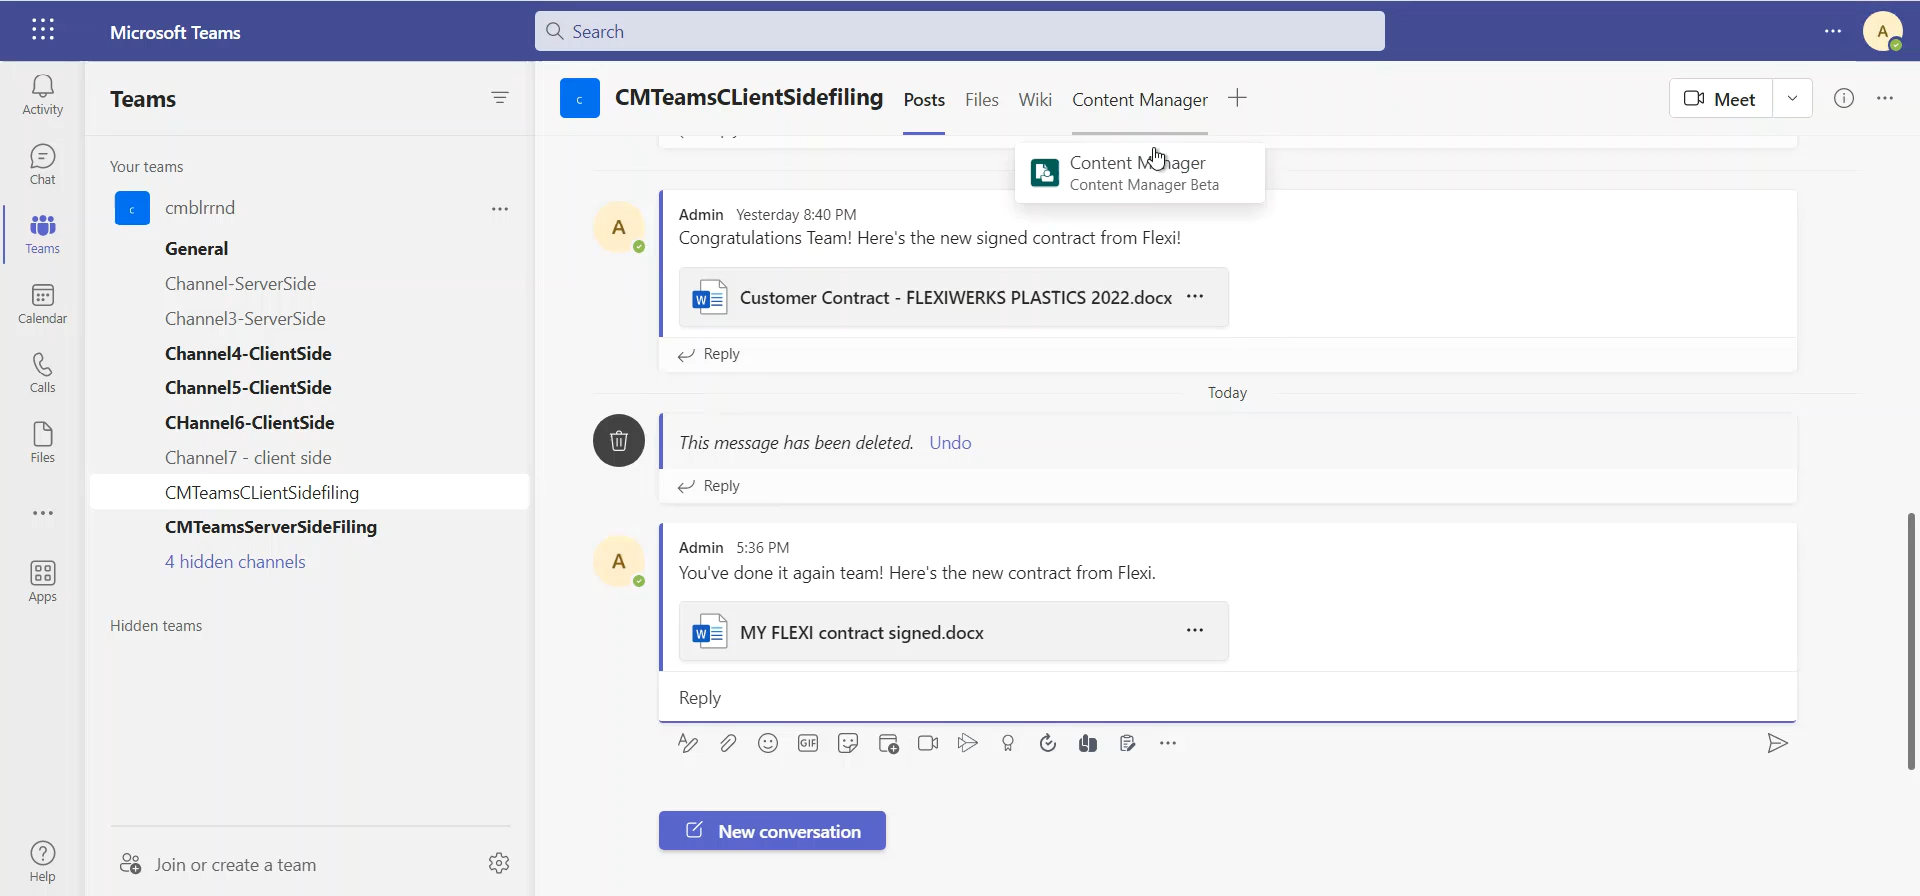 Microsoft Teams
Search
A
Activity
Chat
Teams
Calendar
Calls
Files
Apps
Help
Teams
Your teams
c
cmblrrnd
General
Channel-ServerSide
Channel3-ServerSide
Channel4-ClientSide
Channel5-ClientSide
CHannel6-ClientSide
Channel7 - client side
CMTeamsCLientSidefiling
CMTeamsServerSideFiling
4 hidden channels
Hidden teams
Join or create a team
c
CMTeamsCLientSidefiling
Posts
Files
Wiki
Content Manager
Meet
Content Manager
Content Manager Beta
A
Admin Yesterday 8:40 PM
Congratulations Team! Here's the new signed contract from Flexi!
W
Customer Contract - FLEXIWERKS PLASTICS 2022.docx
Reply
Today
This message has been deleted. Undo
Reply
A
Admin 5:36 PM
You've done it again team! Here's the new contract from Flexi.
W
MY FLEXI contract signed.docx
Reply
GIF
New conversation